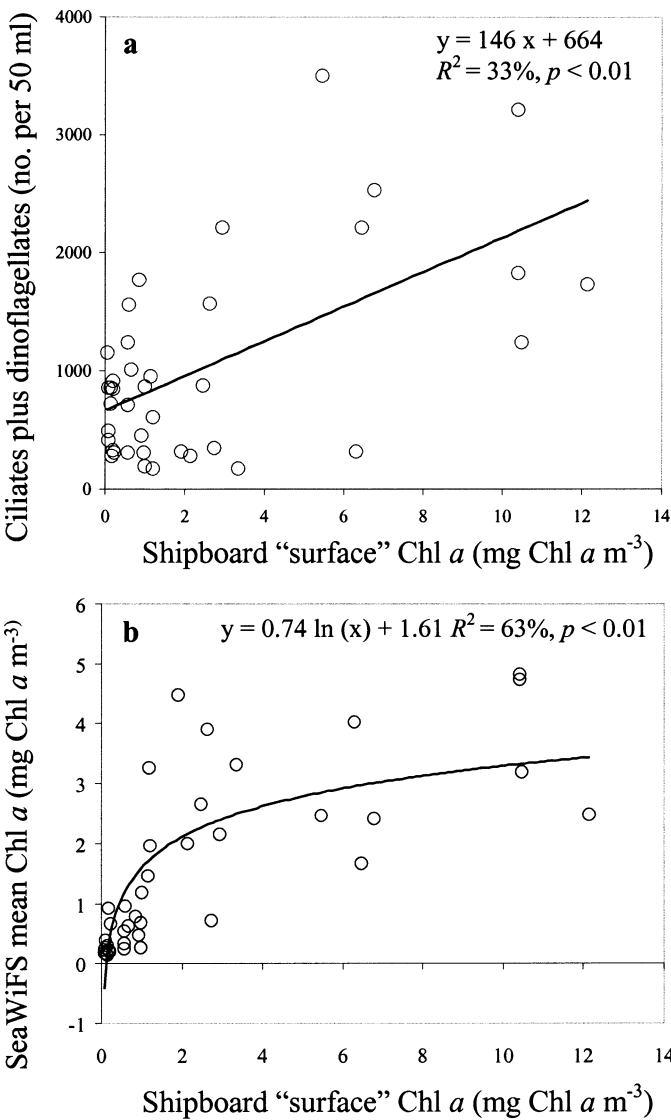 a
y = 146 x + 664
R² = 33%, p < 0.01
Ciliates plus dinoflagellates (no. per 50 ml)
4000
3000
2000
1000
0
0 2 4 6 8 10 12 14
Shipboard “surface” Chl a (mg Chl a m⁻³)
b
y = 0.74 ln (x) + 1.61 R² = 63%, p < 0.01
SeaWiFS mean Chl a (mg Chl a m⁻³)
6
5
4
3
2
1
0
-1
0 2 4 6 8 10 12 14
Shipboard “surface” Chl a (mg Chl a m⁻³)